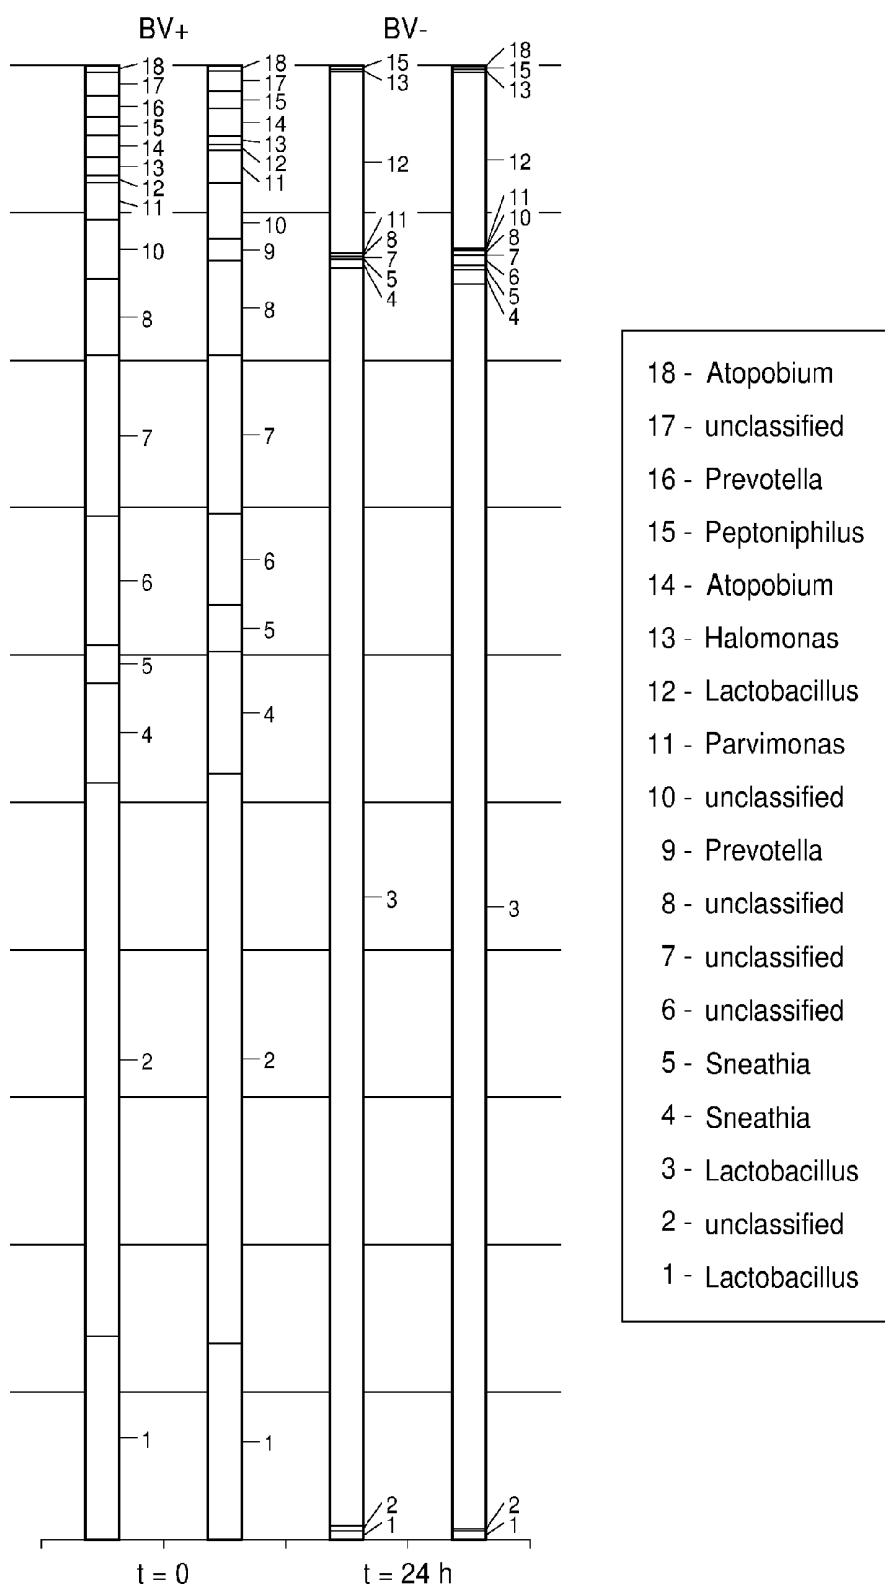 BV+ BV-
18
17
16
15
14
13
12
11
10
8
7
6
5
4
2
1
18
17
15
14
13
12
11
10
9
8
7
6
5
4
2
1
15
13
12
11
8
7
5
4
3
2
1
18
15
13
12
11
10
8
7
6
5
4
3
2
1
t = 0 t = 24 h
18 - Atopobium
17 - unclassified
16 - Prevotella
15 - Peptoniphilus
14 - Atopobium
13 - Halomonas
12 - Lactobacillus
11 - Parvimonas
10 - unclassified
9 - Prevotella
8 - unclassified
7 - unclassified
6 - unclassified
5 - Sneathia
4 - Sneathia
3 - Lactobacillus
2 - unclassified
1 - Lactobacillus